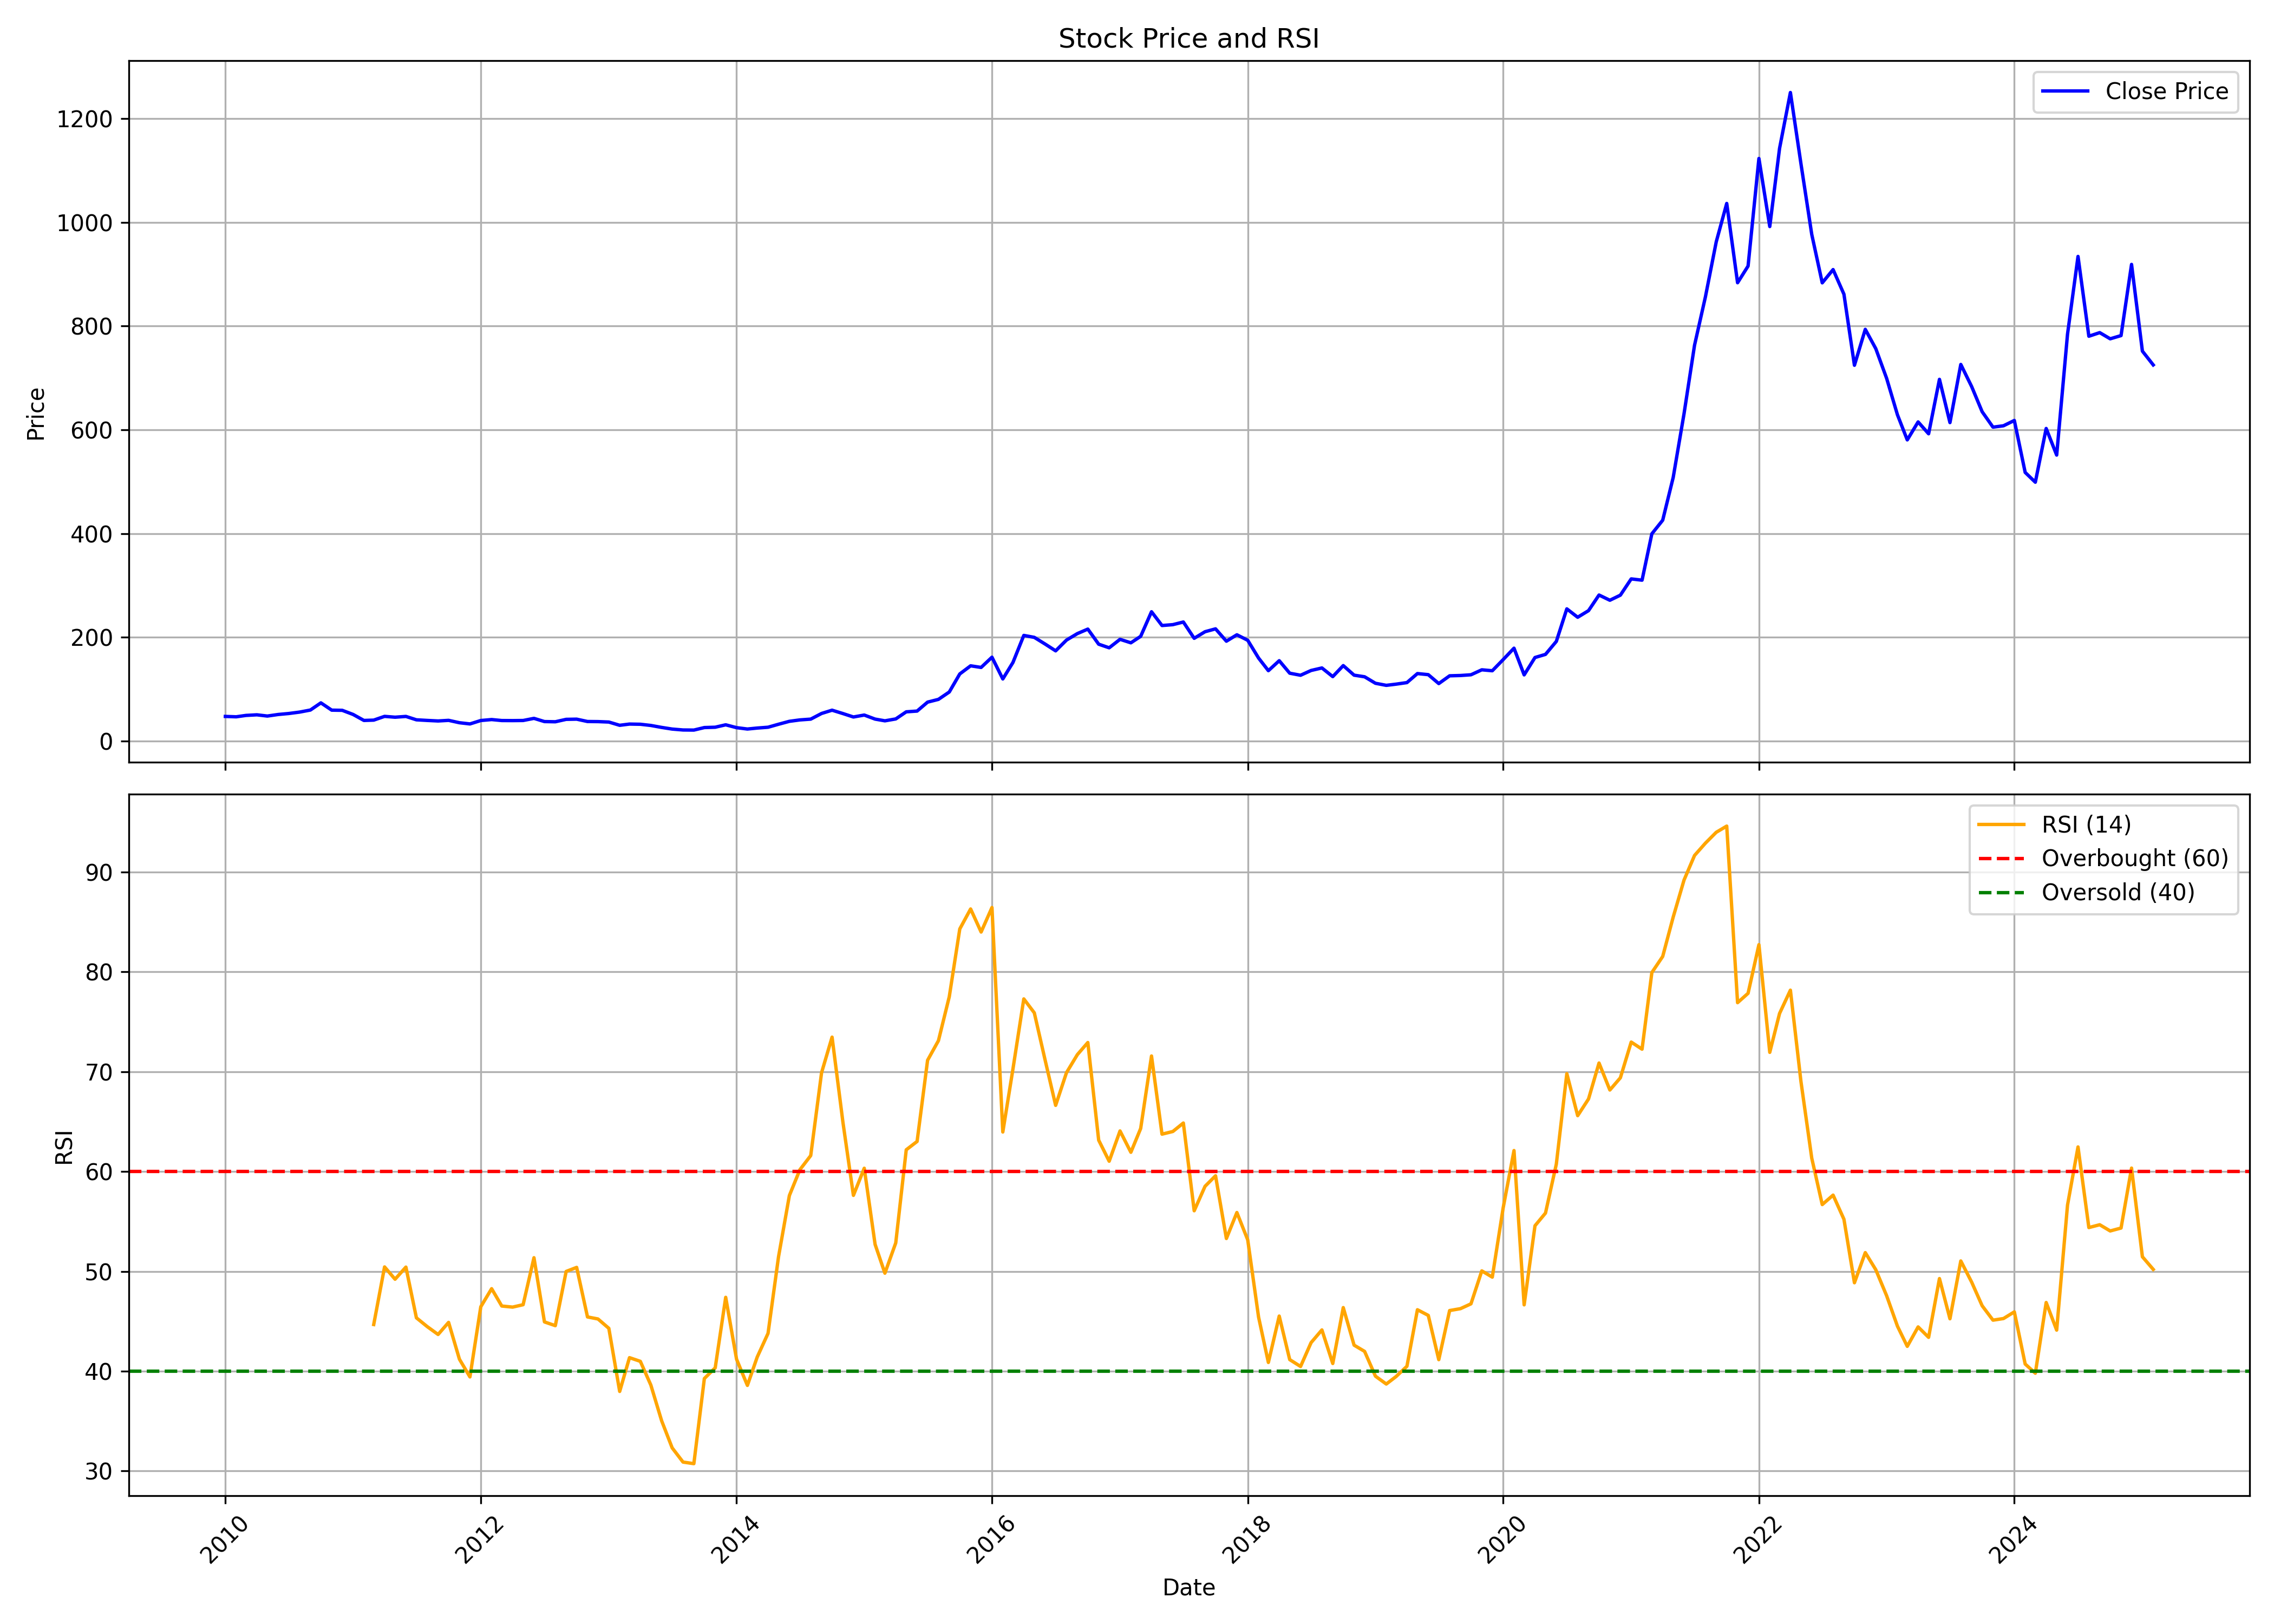 Stock Price and RSI
Close Price
1200
1000
800
600
400
200
0
Price
RSI (14)
Overbought (60)
Oversold (40)
90
80
70
60
50
40
30
RSI
2010
2012
2014
2016
2018
2020
2022
2024
Date